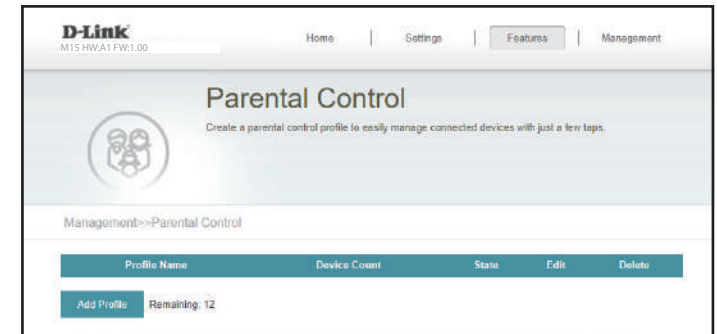 D-Link
M15 HW:A1 FW:1.00
Home | Settings | Features | Management
Parental Control
Create a parental control profile to easily manage connected devices with just a few taps.
Management>>Parental Control
Profile Name Device Count State Edit Delete
Add Profile Remaining: 12